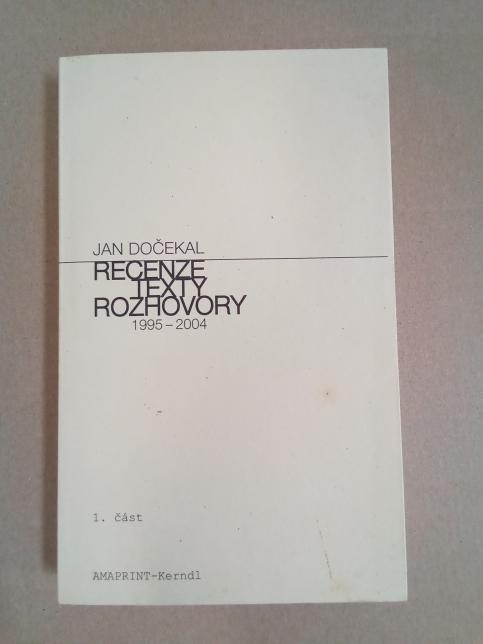 JAN DOČEKAL
RECENZE
TEXTY
ROZHOVORY
1995 – 2004
1. část
AMAPRINT-Kerndl